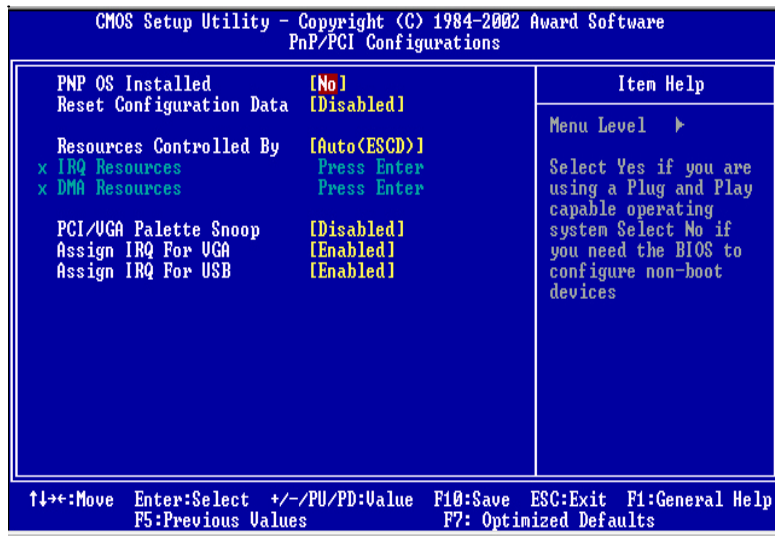 CMOS Setup Utility - Copyright (C) 1984-2002 Award Software
PnP/PCI Configurations
PNP OS Installed [No]
Reset Configuration Data [Disabled]
Resources Controlled By [Auto(ESCD)]
x IRQ Resources Press Enter
x DMA Resources Press Enter
PCI/VGA Palette Snoop [Disabled]
Assign IRQ For VGA [Enabled]
Assign IRQ For USB [Enabled]
Item Help
Menu Level ▶
Select Yes if you are
using a Plug and Play
capable operating
system Select No if
you need the BIOS to
configure non-boot
devices
↑↓→←:Move Enter:Select +/-/PU/PD:Value F10:Save ESC:Exit F1:General Help
F5:Previous Values F7: Optimized Defaults